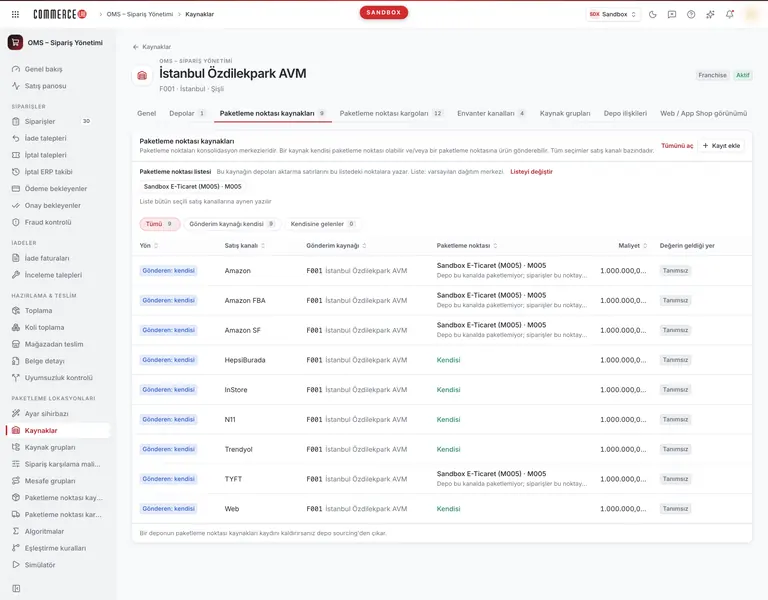 COMMERCE
OMS – Sipariş Yönetimi
Kaynaklar
SANDBOX
BOX Sandbox
OMS – Sipariş Yönetimi
Genel bakış
Satış panosu
SİPARİŞLER
Siparişler 30
İade talepleri
İptal talepleri
İptal ERP takibi
Ödeme bekleyenler
Onay bekleyenler
Fraud kontrolü
İADELER
İade faturaları
İnceleme talepleri
HAZIRLAMA & TESLİM
Toplama
Koli toplama
Mağazadan teslim
Belge detayı
Uyumsuzluk kontrolü
PAKETLEME LOKASYONLARI
Ayar sihirbazı
Kaynaklar
Kaynak grupları
Sipariş karşılama mali...
Mesafe grupları
Paketleme noktası kay...
Paketleme noktası kar...
Algoritmalar
Eşleştirme kuralları
Simülatör
Kaynaklar
OMS – SİPARİŞ YÖNETİMİ
İstanbul Özdilekpark AVM
F001 · İstanbul · Şişli
Franchise Aktif
Genel Depolar 1 Paketleme noktası kaynakları 9 Paketleme noktası kargoları 12 Envanter kanalları 4 Kaynak grupları Depo ilişkileri Web / App Shop görünümü
Paketleme noktası kaynakları
Paketleme noktaları konsolidasyon merkezleridir. Bir kaynak kendisi paketleme noktası olabilir ve/veya bir paketleme noktasına ürün gönderebilir. Tüm seçimler satış kanalı bazındadır.
Tümünü aç + Kayıt ekle
Paketleme noktası listesi Bu kaynağın depoları aktarma satırlarını bu listedeki noktalara yazar. Liste: varsayılan dağıtım merkezi. Listeyi değiştir
Sandbox E-Ticaret (M005) · M005
Liste bütün seçili satış kanallarına aynen yazılır
Tümü 9 Gönderim kaynağı kendisi 9 Kendisine gelenler 0
Yön Satış kanalı Gönderim kaynağı Paketleme noktası Maliyet Değerin geldiği yer
Gönderen: kendisi Amazon F001 İstanbul Özdilekpark AVM Sandbox E-Ticaret (M005) · M005 1.000.000,0... Tanımsız
Depo bu kanalda paketlemiyor; siparişler bu noktay...
Gönderen: kendisi Amazon FBA F001 İstanbul Özdilekpark AVM Sandbox E-Ticaret (M005) · M005 1.000.000,0... Tanımsız
Depo bu kanalda paketlemiyor; siparişler bu noktay...
Gönderen: kendisi Amazon SF F001 İstanbul Özdilekpark AVM Sandbox E-Ticaret (M005) · M005 1.000.000,0... Tanımsız
Depo bu kanalda paketlemiyor; siparişler bu noktay...
Gönderen: kendisi HepsiBurada F001 İstanbul Özdilekpark AVM Kendisi 1.000.000,0... Tanımsız
Gönderen: kendisi InStore F001 İstanbul Özdilekpark AVM Kendisi 1.000.000,0... Tanımsız
Gönderen: kendisi N11 F001 İstanbul Özdilekpark AVM Kendisi 1.000.000,0... Tanımsız
Gönderen: kendisi Trendyol F001 İstanbul Özdilekpark AVM Kendisi 1.000.000,0... Tanımsız
Gönderen: kendisi TYFT F001 İstanbul Özdilekpark AVM Sandbox E-Ticaret (M005) · M005 1.000.000,0... Tanımsız
Depo bu kanalda paketlemiyor; siparişler bu noktay...
Gönderen: kendisi Web F001 İstanbul Özdilekpark AVM Kendisi 1.000.000,0... Tanımsız
Bir deponun paketleme noktası kaynakları kaydını kaldırırsanız depo sourcing'den çıkar.